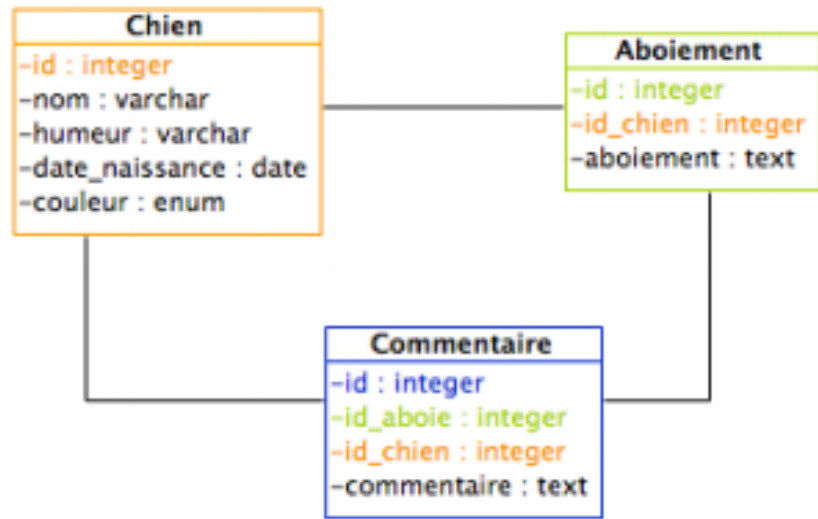 Chien
-id : integer
-nom : varchar
-humeur : varchar
-date_naissance : date
-couleur : enum
Aboiement
-id : integer
-id_chien : integer
-aboiement : text
Commentaire
-id : integer
-id_aboie : integer
-id_chien : integer
-commentaire : text